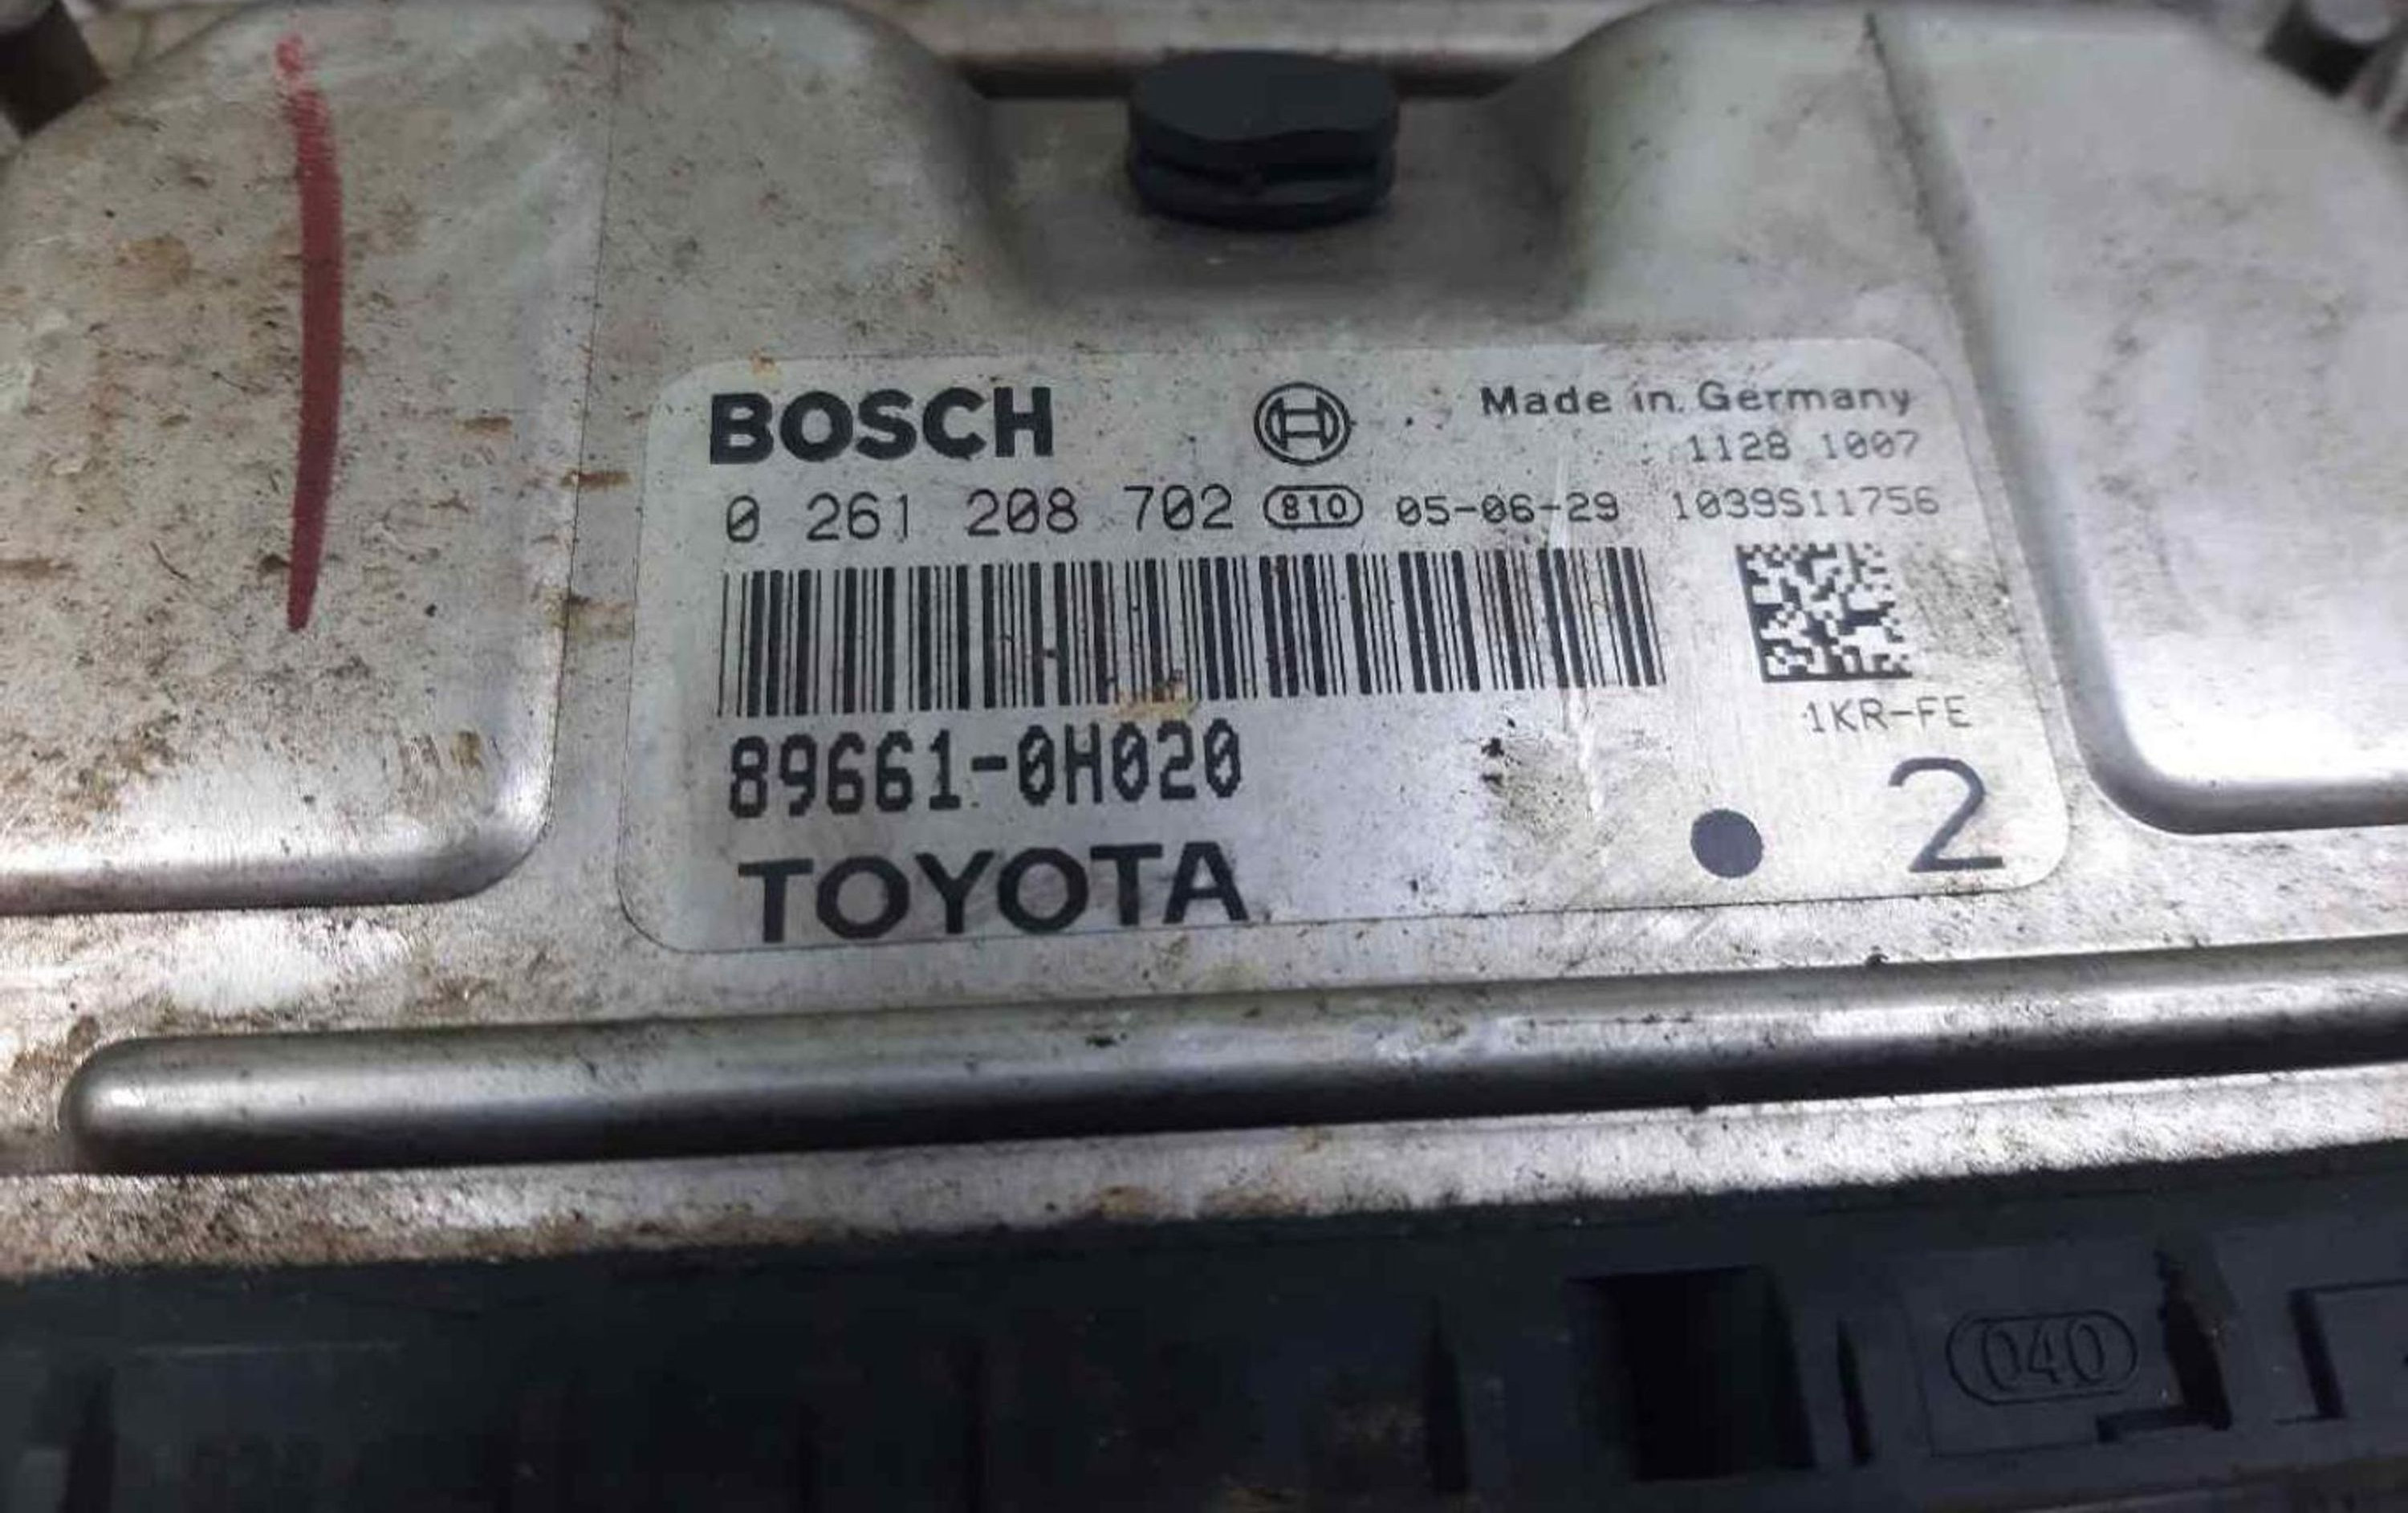 BOSCH
Made in Germany
1128 1007
0 261 208 702 810 05-06-29 1039S11756
1KR-FE
89661-0H020
2
TOYOTA
040